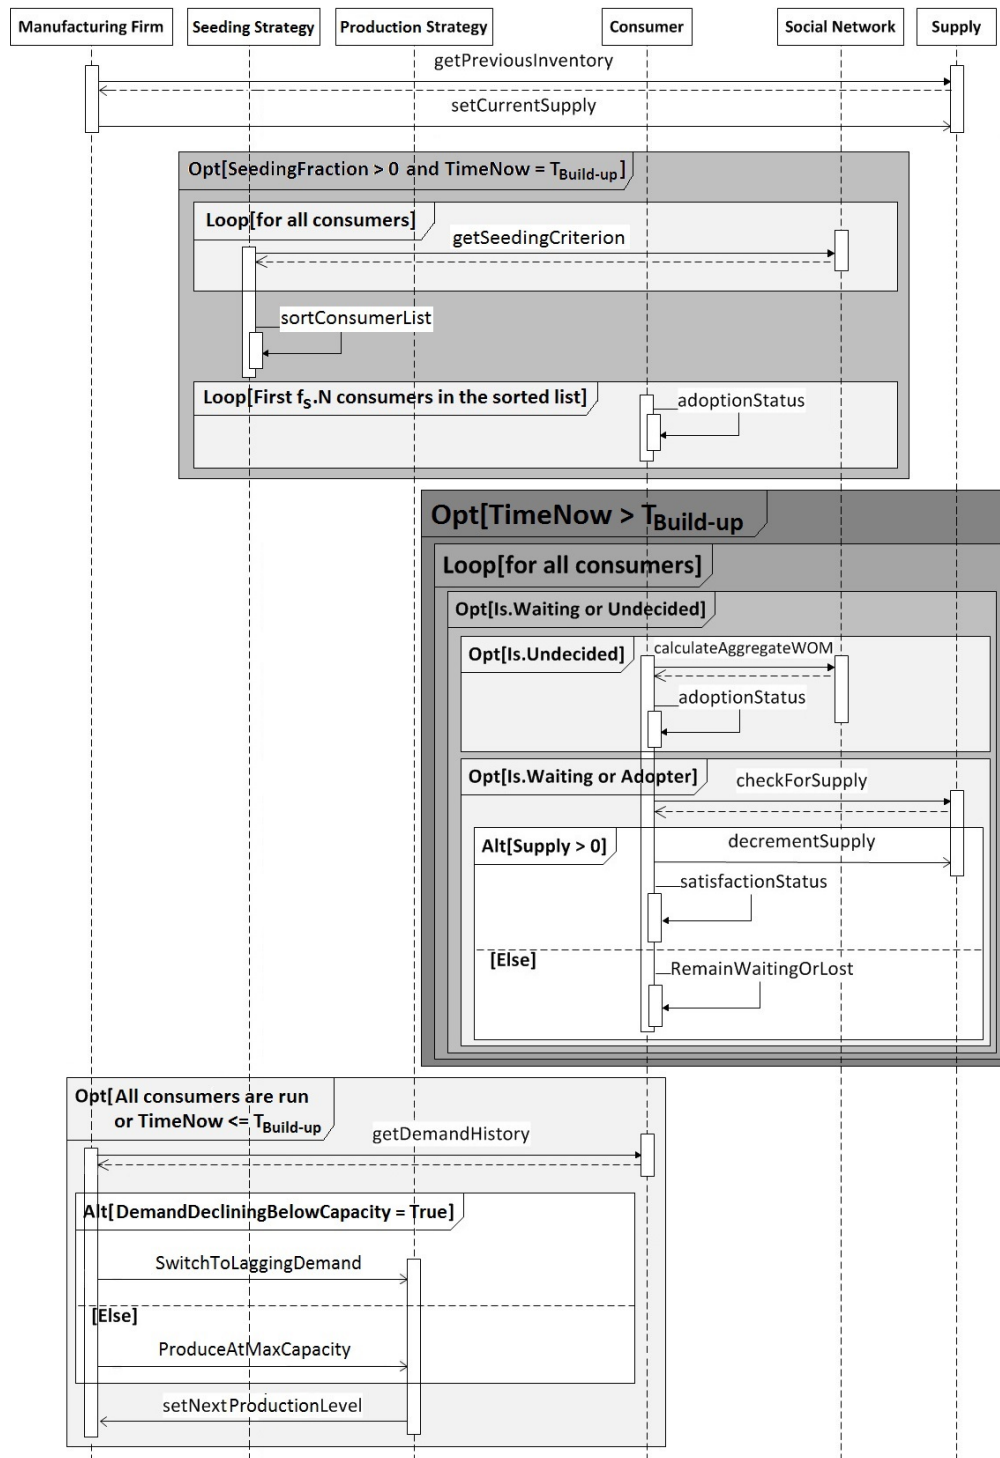 Manufacturing Firm
Seeding Strategy
Production Strategy
Consumer
Social Network
Supply
getPreviousInventory
setCurrentSupply
Opt[SeedingFraction > 0 and TimeNow = TBuild-up]
Loop[for all consumers]
getSeedingCriterion
sortConsumerList
Loop[First fS.N consumers in the sorted list]
adoptionStatus
Opt[TimeNow > TBuild-up
Loop[for all consumers]
Opt[Is.Waiting or Undecided]
Opt[Is.Undecided]
calculateAggregateWOM
adoptionStatus
Opt[Is.Waiting or Adopter]
checkForSupply
Alt[Supply > 0]
decrementSupply
satisfactionStatus
[Else]
RemainWaitingOrLost
Opt[All consumers are run
or TimeNow <= TBuild-up
getDemandHistory
Alt[DemandDecliningBelowCapacity = True]
SwitchToLaggingDemand
[Else]
ProduceAtMaxCapacity
setNextProductionLevel